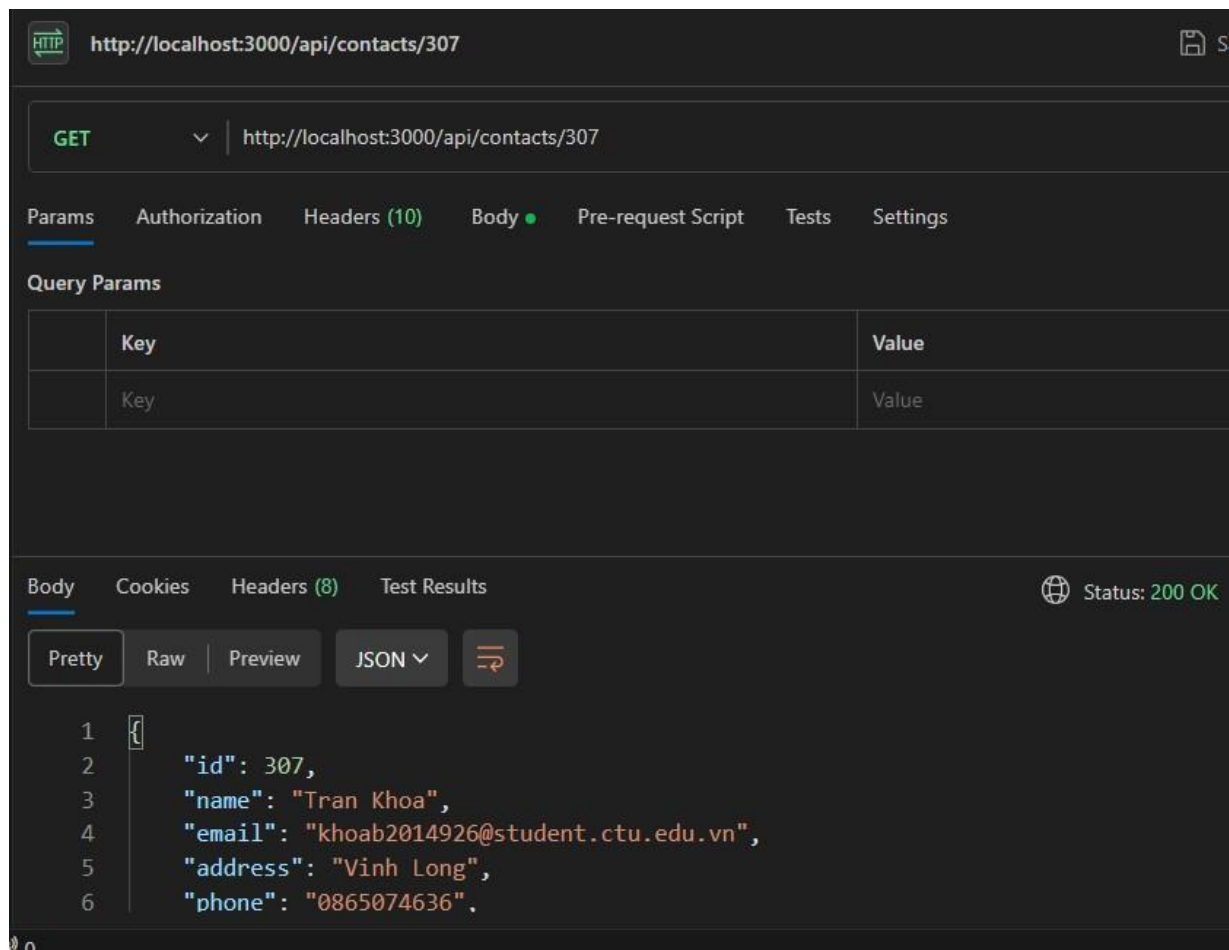 HTTP http://localhost:3000/api/contacts/307 S
GET http://localhost:3000/api/contacts/307
Params Authorization Headers (10) Body Pre-request Script Tests Settings
Query Params
Key Value
Key Value
Body Cookies Headers (8) Test Results Status: 200 OK
Pretty Raw Preview JSON
1 {
2 "id": 307,
3 "name": "Tran Khoa",
4 "email": "khoab2014926@student.ctu.edu.vn",
5 "address": "Vinh Long",
6 "phone": "0865074636",
0